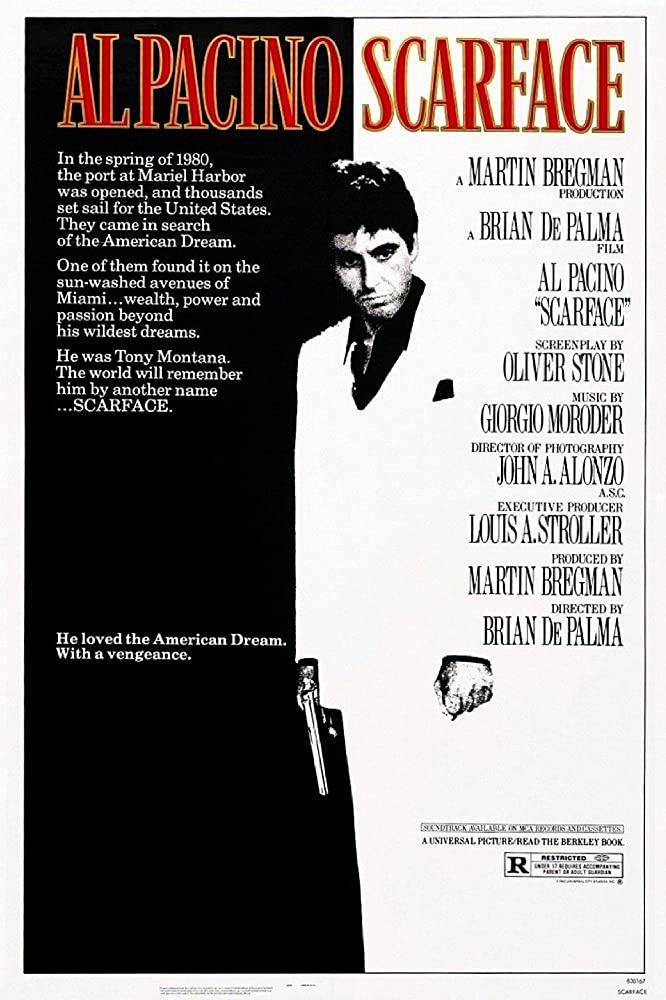 AL PACINO SCARFACE
In the spring of 1980,
the port at Mariel Harbor
was opened, and thousands
set sail for the United States.
They came in search
of the American Dream.
One of them found it on the
sun-washed avenues of
Miami...wealth, power and
passion beyond
his wildest dreams.
He was Tony Montana.
The world will remember
him by another name
...SCARFACE.
He loved the American Dream.
With a vengeance.
A MARTIN BREGMAN
PRODUCTION
A BRIAN DE PALMA
FILM
AL PACINO
"SCARFACE"
SCREENPLAY BY
OLIVER STONE
MUSIC BY
GIORGIO MORODER
DIRECTOR OF PHOTOGRAPHY
JOHN A. ALONZO
A.S.C.
EXECUTIVE PRODUCER
LOUIS A. STROLLER
PRODUCED BY
MARTIN BREGMAN
DIRECTED BY
BRIAN DE PALMA
SOUNDTRACK AVAILABLE ON MCA RECORDS AND CASSETTES.
A UNIVERSAL PICTURE/READ THE BERKLEY BOOK.
R RESTRICTED
UNDER 17 REQUIRES ACCOMPANYING
PARENT OR ADULT GUARDIAN
830167
SCARFACE